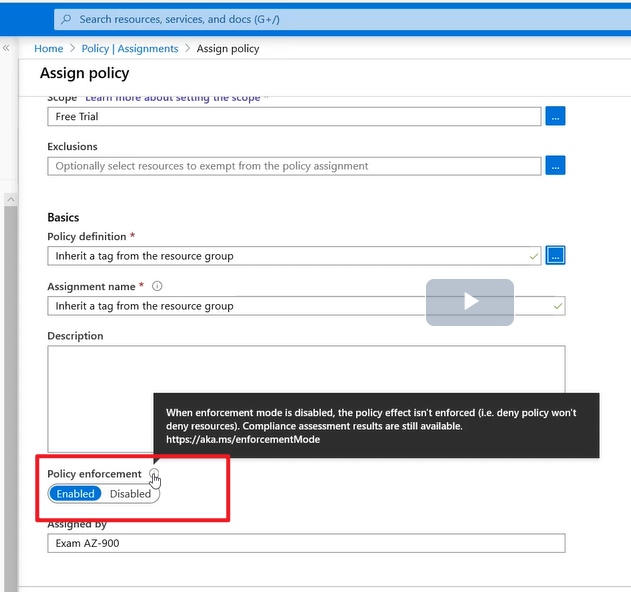 Search resources, services, and docs (G+/)
«
Home > Policy | Assignments > Assign policy
Assign policy
Scope Learn more about setting the scope *
Free Trial
...
Exclusions
Optionally select resources to exempt from the policy assignment
...
Basics
Policy definition *
Inherit a tag from the resource group
...
Assignment name *
Inherit a tag from the resource group
Description
When enforcement mode is disabled, the policy effect isn't enforced (i.e. deny policy won't
deny resources). Compliance assessment results are still available.
https://aka.ms/enforcementMode
Policy enforcement
Enabled Disabled
Assigned by
Exam AZ-900